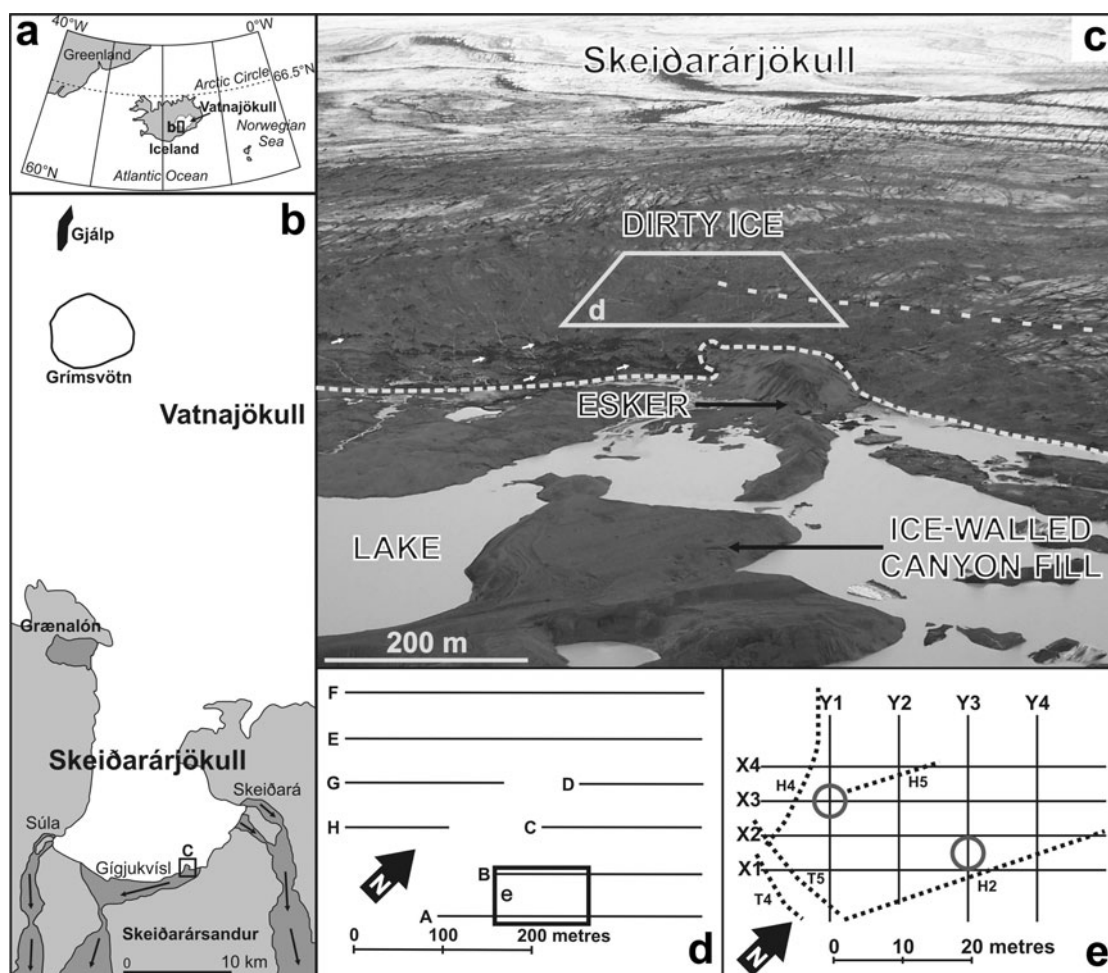 a
40°W
0°W
Greenland
Arctic Circle
66.5°N
Vatnajökull
b
Norwegian
Sea
Iceland
60°N
Atlantic Ocean
b
Gjálp
Grímsvötn
Vatnajökull
Grænalón
Skeiðarárjökull
Skeiðará
Súla
C
Gígjukvísl
Skeiðarársandur
0
10 km
c
Skeiðarárjökull
DIRTY ICE
d
ESKER
LAKE
ICE-WALLED
CANYON FILL
200 m
F
E
G
D
H
C
N
B
e
A
0
100
200 metres
d
Y1
Y2
Y3
Y4
X4
H4
H5
X3
X2
X1
T5
H2
T4
N
0
10
20
metres
e